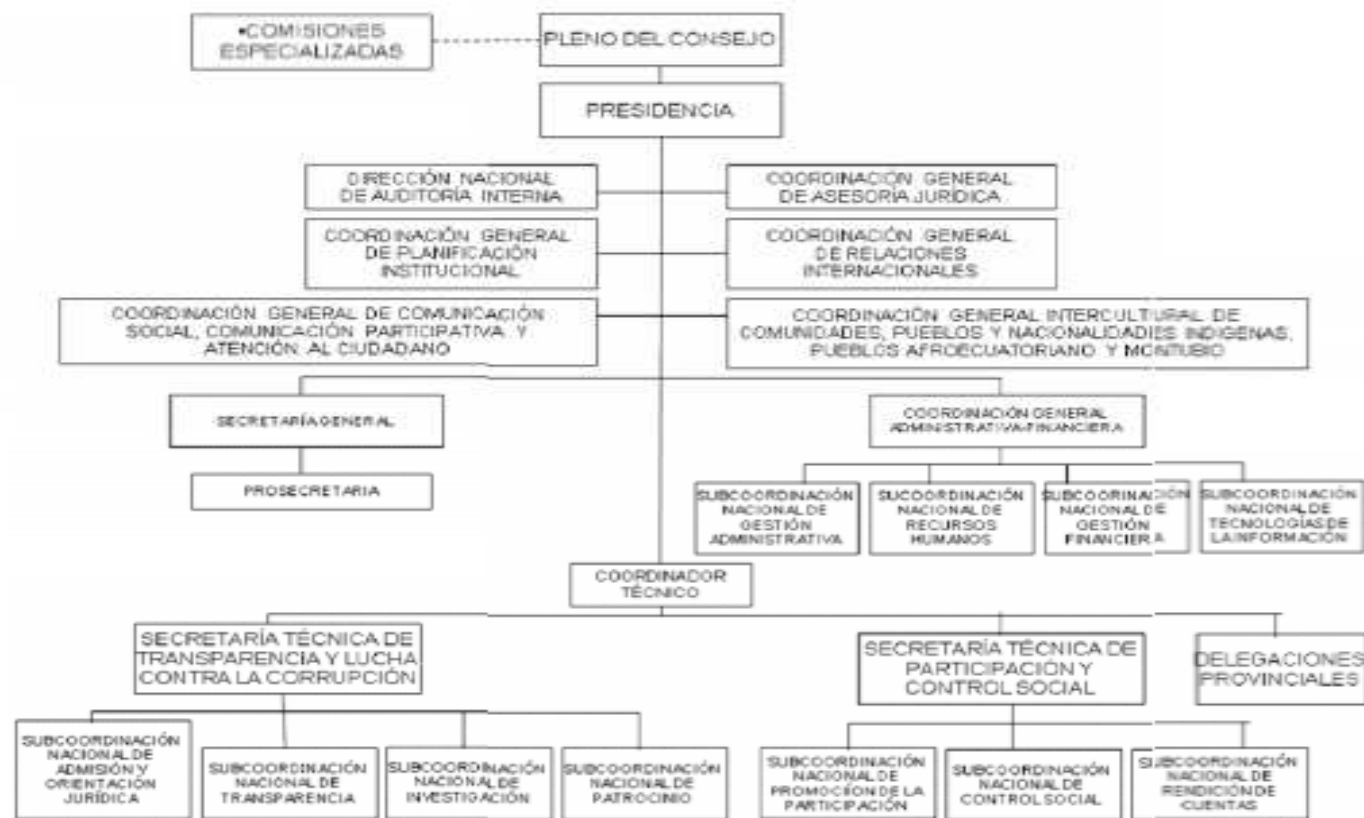 •COMISIONES
ESPECIALIZADAS
PLENO DEL CONSEJO
PRESIDENCIA
DIRECCIÓN NACIONAL
DE AUDITORÍA INTERNA
COORDINACIÓN GENERAL
DE ASESORÍA JURÍDICA
COORDINACIÓN GENERAL
DE PLANIFICACIÓN
INSTITUCIONAL
COORDINACIÓN GENERAL
DE RELACIONES
INTERNACIONALES
COORDINACIÓN GENERAL DE COMUNICACIÓN
SOCIAL, COMUNICACIÓN PARTICIPATIVA Y
ATENCIÓN AL CIUDADANO
COORDINACIÓN GENERAL INTERCULTURAL DE
COMUNIDADES, PUEBLOS Y NACIONALIDADES INDIGENAS,
PUEBLOS AFROECUATORIANO Y MONTUBIO
SECRETARÍA GENERAL
COORDINACIÓN GENERAL
ADMINISTRATIVA-FINANCIERA
PROSECRETARIA
SUBCOORDINACIÓN
NACIONAL DE
GESTIÓN
ADMINISTRATIVA
SUCOORDINACIÓN
NACIONAL DE
RECURSOS
HUMANOS
SUBCOORINACIÓN
NACIONAL DE
GESTIÓN
FINANCIERA
SUBCOORDINACIÓN
NACIONAL DE
TECNOLOGÍAS DE
LA INFORMACIÓN
COORDINADOR
TÉCNICO
SECRETARÍA TÉCNICA DE
TRANSPARENCIA Y LUCHA
CONTRA LA CORRUPCIÓN
SECRETARÍA TÉCNICA DE
PARTICIPACIÓN Y
CONTROL SOCIAL
DELEGACIONES
PROVINCIALES
SUBCOORDINACIÓN
NACIONAL DE
ADMISIÓN Y
ORIENTACIÓN
JURÍDICA
SUBCOORDINACIÓN
NACIONAL DE
TRANSPARENCIA
SUBCOORDINACIÓN
NACIONAL DE
INVESTIGACIÓN
SUBCOORDINACIÓN
NACIONAL DE
PATROCINIO
SUBCOORDINACIÓN
NACIONAL DE
PROMOCIÓN DE LA
PARTICIPACIÓN
SUBCOORDINACIÓN
NACIONAL DE
CONTROL SOCIAL
SUBCOORDINACIÓN
NACIONAL DE
RENDICIÓN DE
CUENTAS